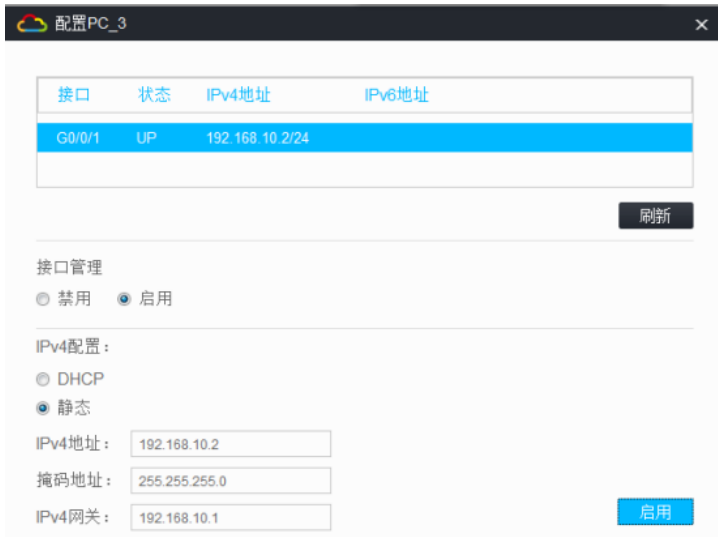 配置PC_3 ×
接口 状态 IPv4地址 IPv6地址
G0/0/1 UP 192.168.10.2/24
刷新
接口管理
禁用 启用
IPv4配置：
DHCP
静态
IPv4地址： 192.168.10.2
掩码地址： 255.255.255.0
IPv4网关： 192.168.10.1
启用